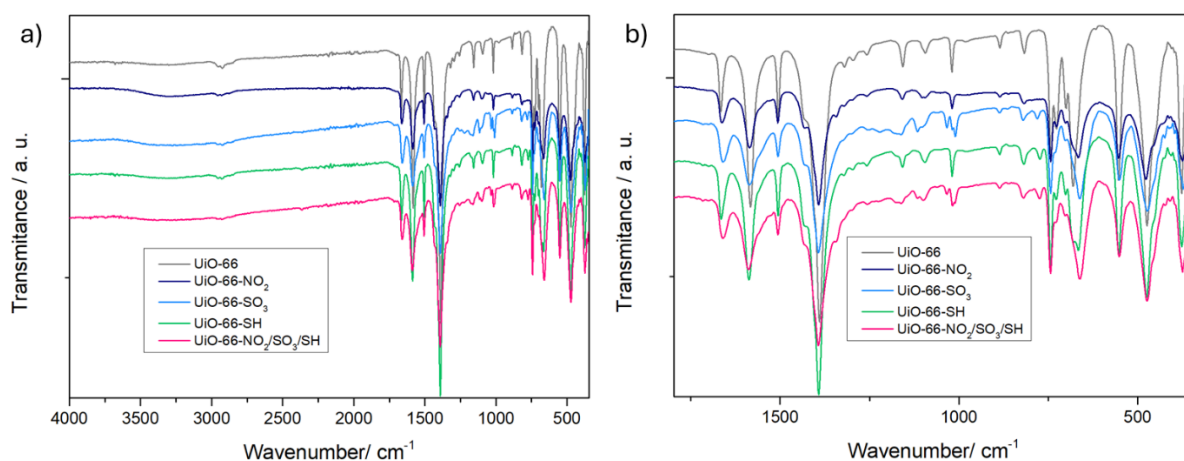 a)
Transmitance / a. u.
UiO-66
UiO-66-NO₂
UiO-66-SO₃
UiO-66-SH
UiO-66-NO₂/SO₃/SH
4000 3500 3000 2500 2000 1500 1000 500
Wavenumber/ cm⁻¹
b)
Transmitance / a. u.
UiO-66
UiO-66-NO₂
UiO-66-SO₃
UiO-66-SH
UiO-66-NO₂/SO₃/SH
1500 1000 500
Wavenumber/ cm⁻¹